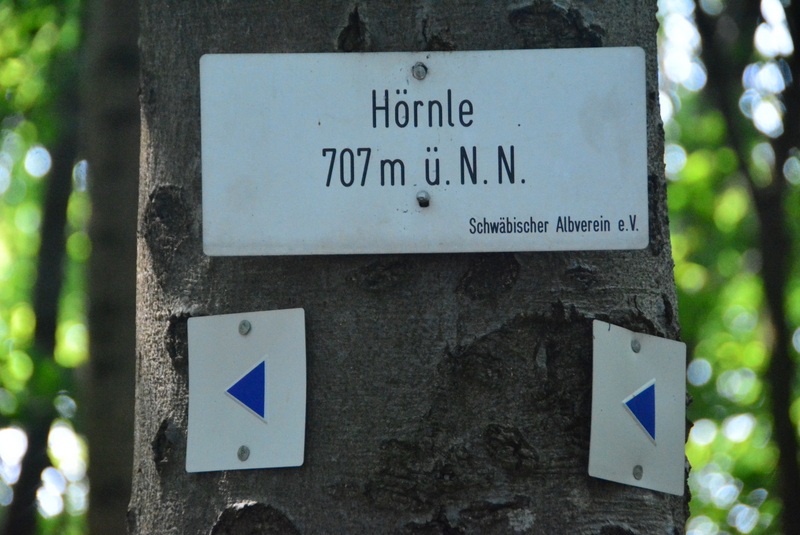 Hörnle
707 m ü. N. N.
Schwäbischer Albverein e.V.